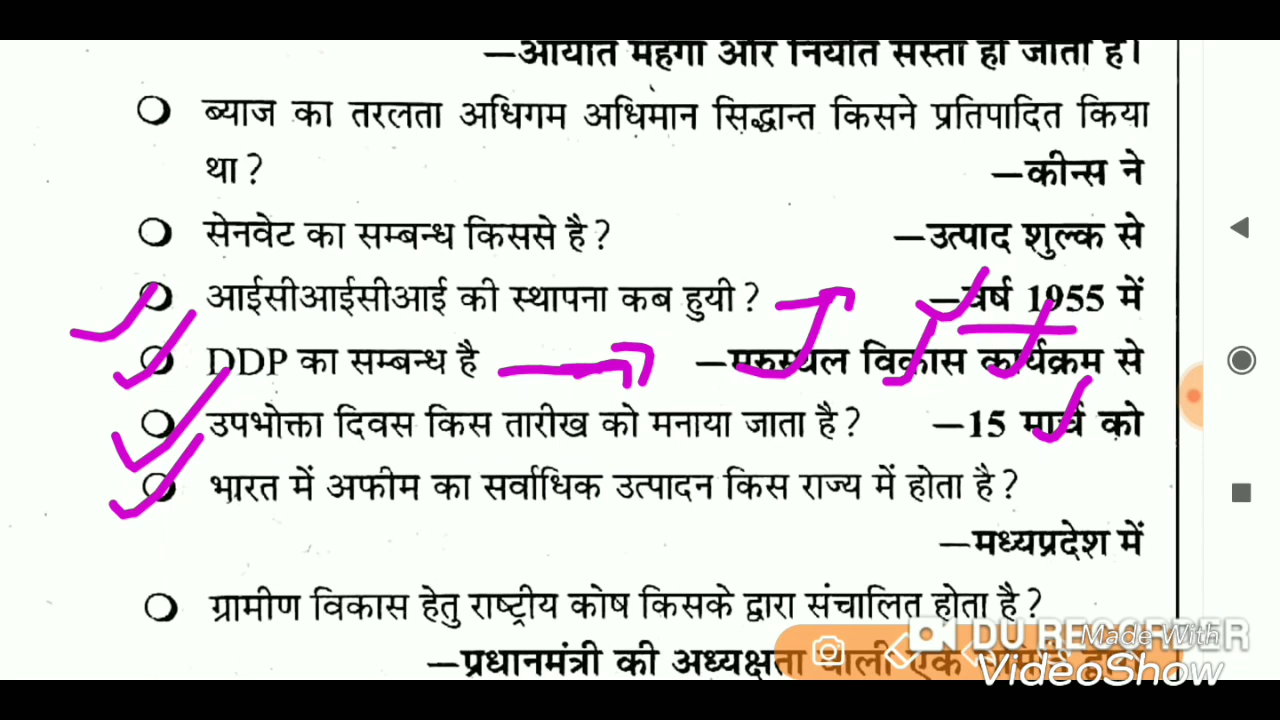 —आयात महंगा और निर्यात सस्ता हो जाता है।
ब्याज का तरलता अधिगम अधिमान सिद्धान्त किसने प्रतिपादित किया
था? —कीन्स ने
सेनवेट का सम्बन्ध किससे है? —उत्पाद शुल्क से
आईसीआईसीआई की स्थापना कब हुयी? —वर्ष 1955 में
DDP का सम्बन्ध है —मरुस्थल विकास कार्यक्रम से
उपभोक्ता दिवस किस तारीख को मनाया जाता है? —15 मार्च को
भारत में अफीम का सर्वाधिक उत्पादन किस राज्य में होता है?
—मध्यप्रदेश में
ग्रामीण विकास हेतु राष्ट्रीय कोष किसके द्वारा संचालित होता है?
DU RECORDER
Made With
—प्रधानमंत्री की अध्यक्षता वाली एक
VideoShow